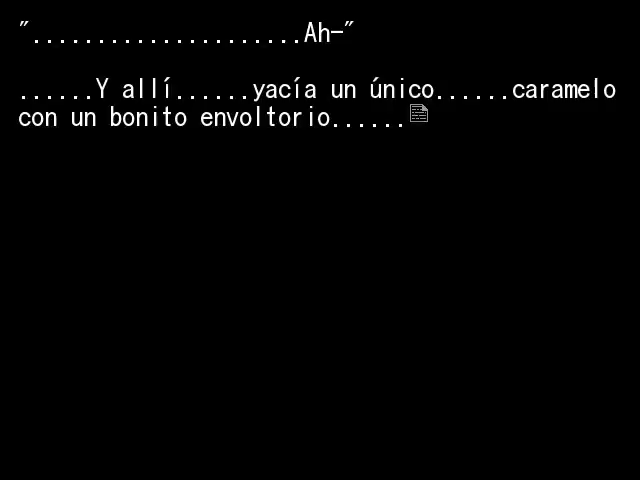 ".....................Ah—"
......Y allí......yacía un único......caramelo
con un bonito envoltorio......